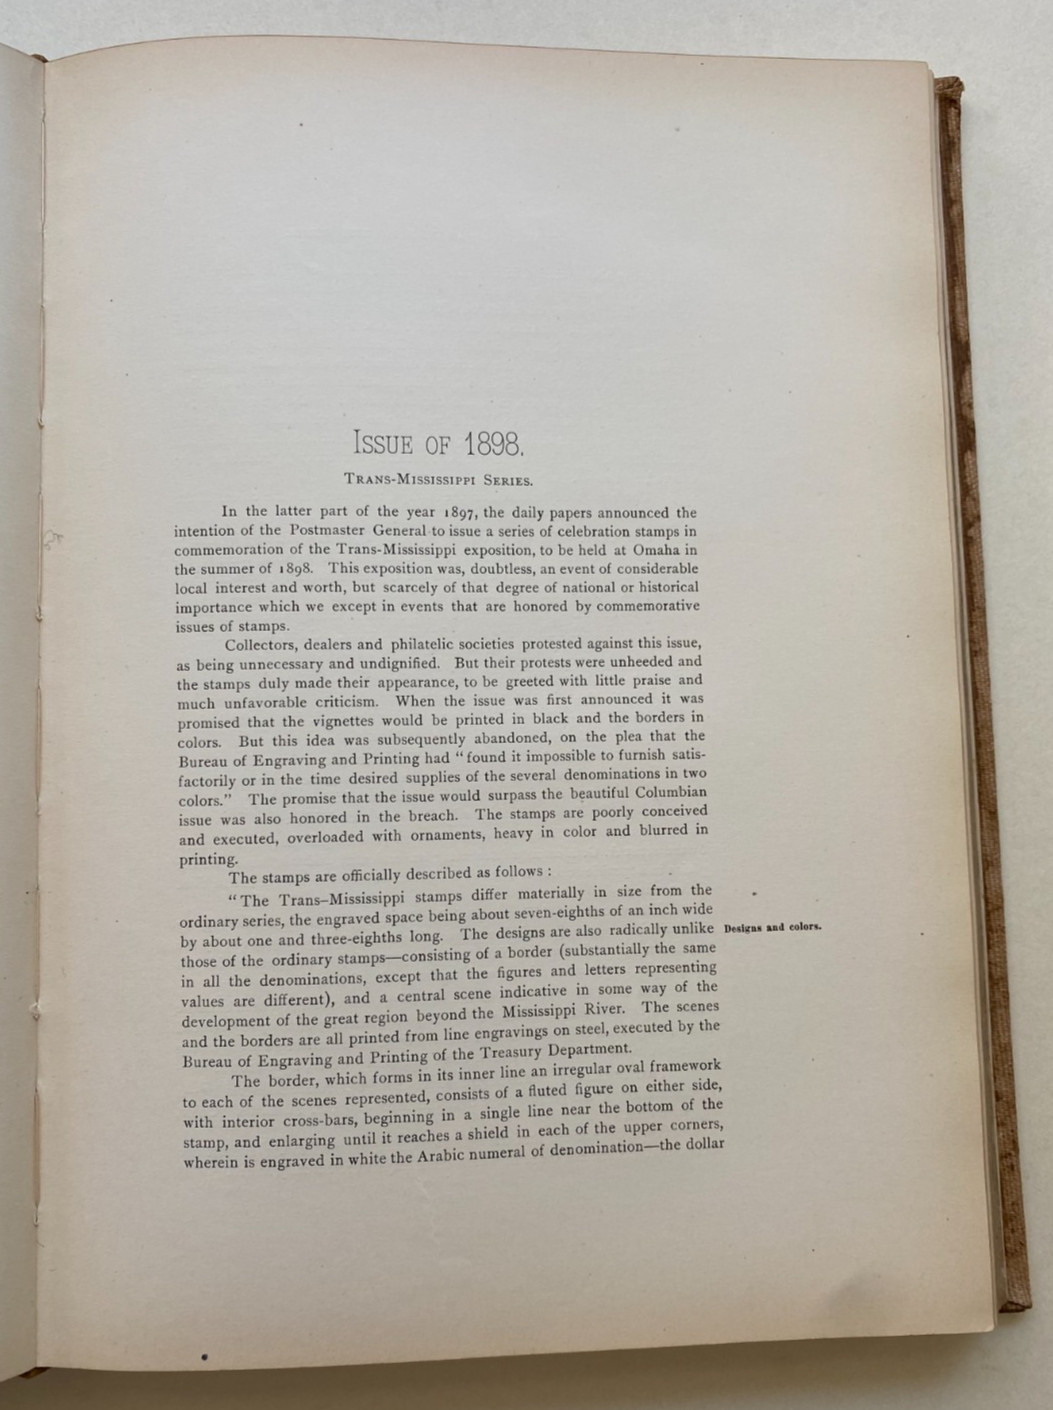 Issue of 1898.
Trans-Mississippi Series.
In the latter part of the year 1897, the daily papers announced the
intention of the Postmaster General to issue a series of celebration stamps in
commemoration of the Trans-Mississippi exposition, to be held at Omaha in
the summer of 1898. This exposition was, doubtless, an event of considerable
local interest and worth, but scarcely of that degree of national or historical
importance which we except in events that are honored by commemorative
issues of stamps.
Collectors, dealers and philatelic societies protested against this issue,
as being unnecessary and undignified. But their protests were unheeded and
the stamps duly made their appearance, to be greeted with little praise and
much unfavorable criticism. When the issue was first announced it was
promised that the vignettes would be printed in black and the borders in
colors. But this idea was subsequently abandoned, on the plea that the
Bureau of Engraving and Printing had “found it impossible to furnish satis-
factorily or in the time desired supplies of the several denominations in two
colors.” The promise that the issue would surpass the beautiful Columbian
issue was also honored in the breach. The stamps are poorly conceived
and executed, overloaded with ornaments, heavy in color and blurred in
printing.
The stamps are officially described as follows :
“The Trans–Mississippi stamps differ materially in size from the
ordinary series, the engraved space being about seven-eighths of an inch wide
by about one and three-eighths long. The designs are also radically unlike
Designs and colors.
those of the ordinary stamps—consisting of a border (substantially the same
in all the denominations, except that the figures and letters representing
values are different), and a central scene indicative in some way of the
development of the great region beyond the Mississippi River. The scenes
and the borders are all printed from line engravings on steel, executed by the
Bureau of Engraving and Printing of the Treasury Department.
The border, which forms in its inner line an irregular oval framework
to each of the scenes represented, consists of a fluted figure on either side,
with interior cross-bars, beginning in a single line near the bottom of the
stamp, and enlarging until it reaches a shield in each of the upper corners,
wherein is engraved in white the Arabic numeral of denomination—the dollar